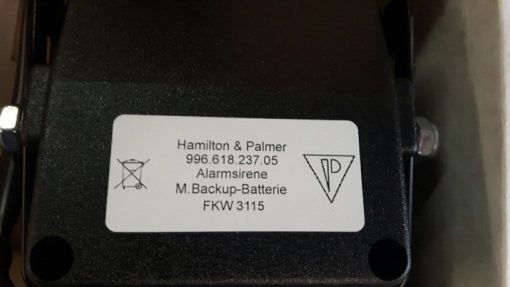 Hamilton & Palmer
996.618.237.05
Alarmsirene
M.Backup-Batterie
FKW 3115